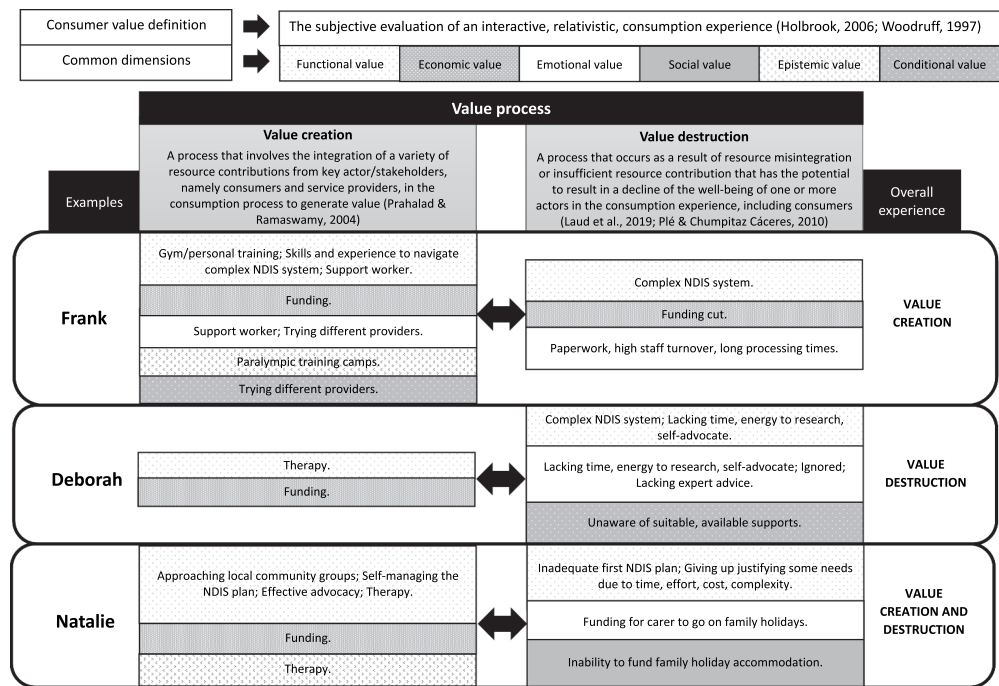 Consumer value definition
The subjective evaluation of an interactive, relativistic, consumption experience (Holbrook, 2006; Woodruff, 1997)
Common dimensions
Functional value
Economic value
Emotional value
Social value
Epistemic value
Conditional value
Value process
Examples
Value creation
A process that involves the integration of a variety of
resource contributions from key actor/stakeholders,
namely consumers and service providers, in the
consumption process to generate value (Prahalad &
Ramaswamy, 2004)
Value destruction
A process that occurs as a result of resource misintegration
or insufficient resource contribution that has the potential
to result in a decline of the well-being of one or more
actors in the consumption experience, including consumers
(Laud et al., 2019; Plé & Chumpitaz Cáceres, 2010)
Overall
experience
Frank
Gym/personal training; Skills and experience to navigate
complex NDIS system; Support worker.
Funding.
Support worker; Trying different providers.
Paralympic training camps.
Trying different providers.
Complex NDIS system.
Funding cut.
Paperwork, high staff turnover, long processing times.
VALUE
CREATION
Deborah
Therapy.
Funding.
Complex NDIS system; Lacking time, energy to research,
self-advocate.
Lacking time, energy to research, self-advocate; Ignored;
Lacking expert advice.
Unaware of suitable, available supports.
VALUE
DESTRUCTION
Natalie
Approaching local community groups; Self-managing the
NDIS plan; Effective advocacy; Therapy.
Funding.
Therapy.
Inadequate first NDIS plan; Giving up justifying some needs
due to time, effort, cost, complexity.
Funding for carer to go on family holidays.
Inability to fund family holiday accommodation.
VALUE
CREATION AND
DESTRUCTION